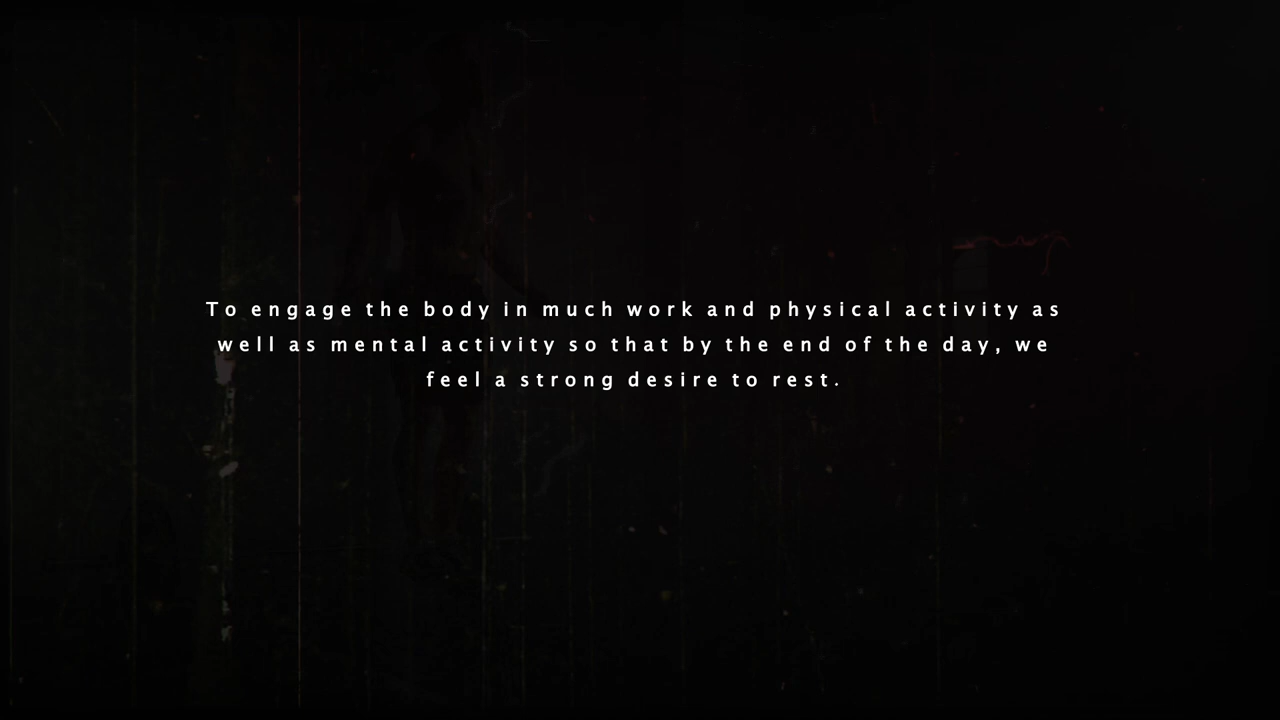 To engage the body in much work and physical activity as
well as mental activity so that by the end of the day, we
feel a strong desire to rest.